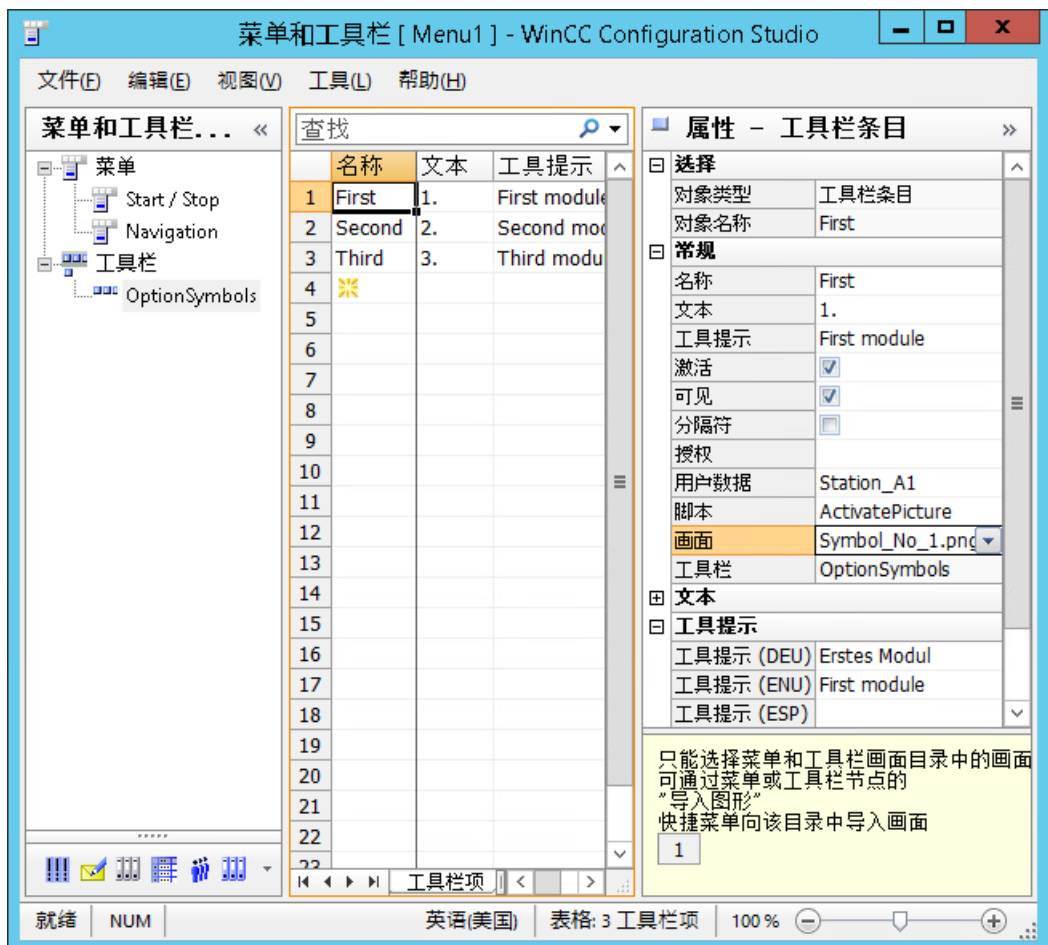 菜单和工具栏 [ Menu1 ] - WinCC Configuration Studio
文件(F) 编辑(E) 视图(V) 工具(L) 帮助(H)
菜单和工具栏... «
菜单
Start / Stop
Navigation
工具栏
OptionSymbols
查找
名称 文本 工具提示
1 First 1. First module
2 Second 2. Second mod
3 Third 3. Third modu
4
5
6
7
8
9
10
11
12
13
14
15
16
17
18
19
20
21
22
23
工具栏项
属性 - 工具栏条目 »
选择
对象类型 工具栏条目
对象名称 First
常规
名称 First
文本 1.
工具提示 First module
激活
可见
分隔符
授权
用户数据 Station_A1
脚本 ActivatePicture
画面 Symbol_No_1.png
工具栏 OptionSymbols
文本
工具提示
工具提示 (DEU) Erstes Modul
工具提示 (ENU) First module
工具提示 (ESP)
只能选择菜单和工具栏画面目录中的画面
可通过菜单或工具栏节点的
"导入图形"
快捷菜单向该目录中导入画面
1
就绪 NUM 英语(美国) 表格: 3 工具栏项 100 %